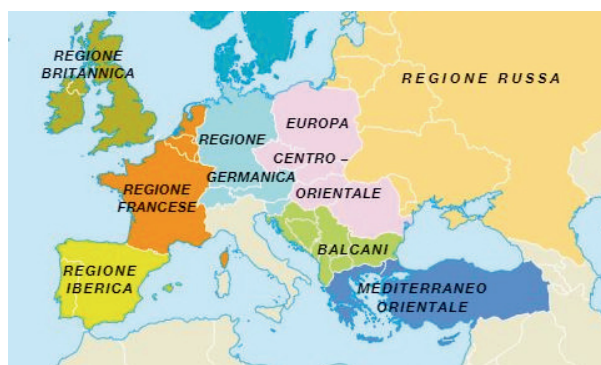 REGIONE
BRITANNICA
REGIONE RUSSA
EUROPA
CENTRO –
ORIENTALE
REGIONE
GERMANICA
REGIONE
FRANCESE
REGIONE
IBERICA
BALCANI
MEDITERRANEO
ORIENTALE